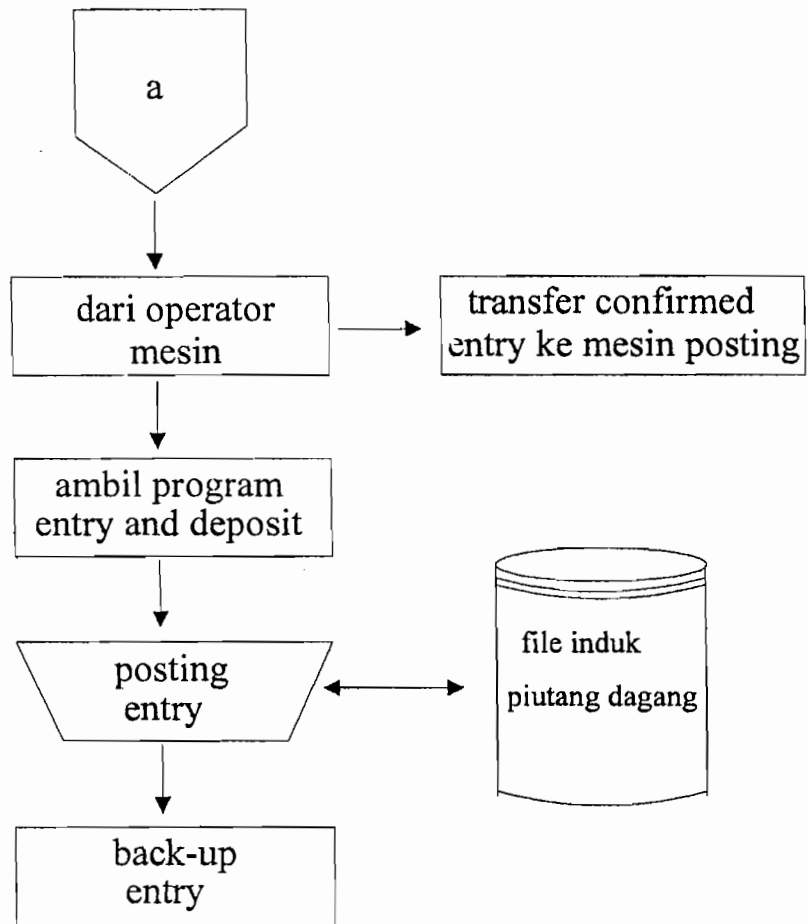 a
dari operator
mesin
transfer confirmed
entry ke mesin posting
ambil program
entry and deposit
posting
entry
file induk
piutang dagang
back-up
entry